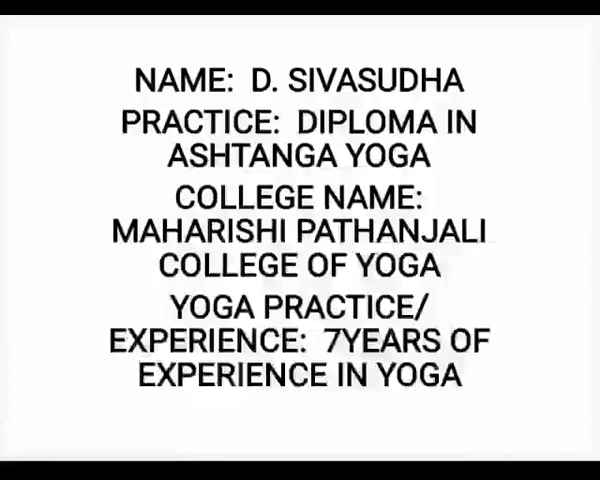 NAME:  D. SIVASUDHA
PRACTICE:  DIPLOMA IN
ASHTANGA YOGA
COLLEGE NAME:
MAHARISHI PATHANJALI
COLLEGE OF YOGA
YOGA PRACTICE/
EXPERIENCE:  7YEARS OF
EXPERIENCE IN YOGA